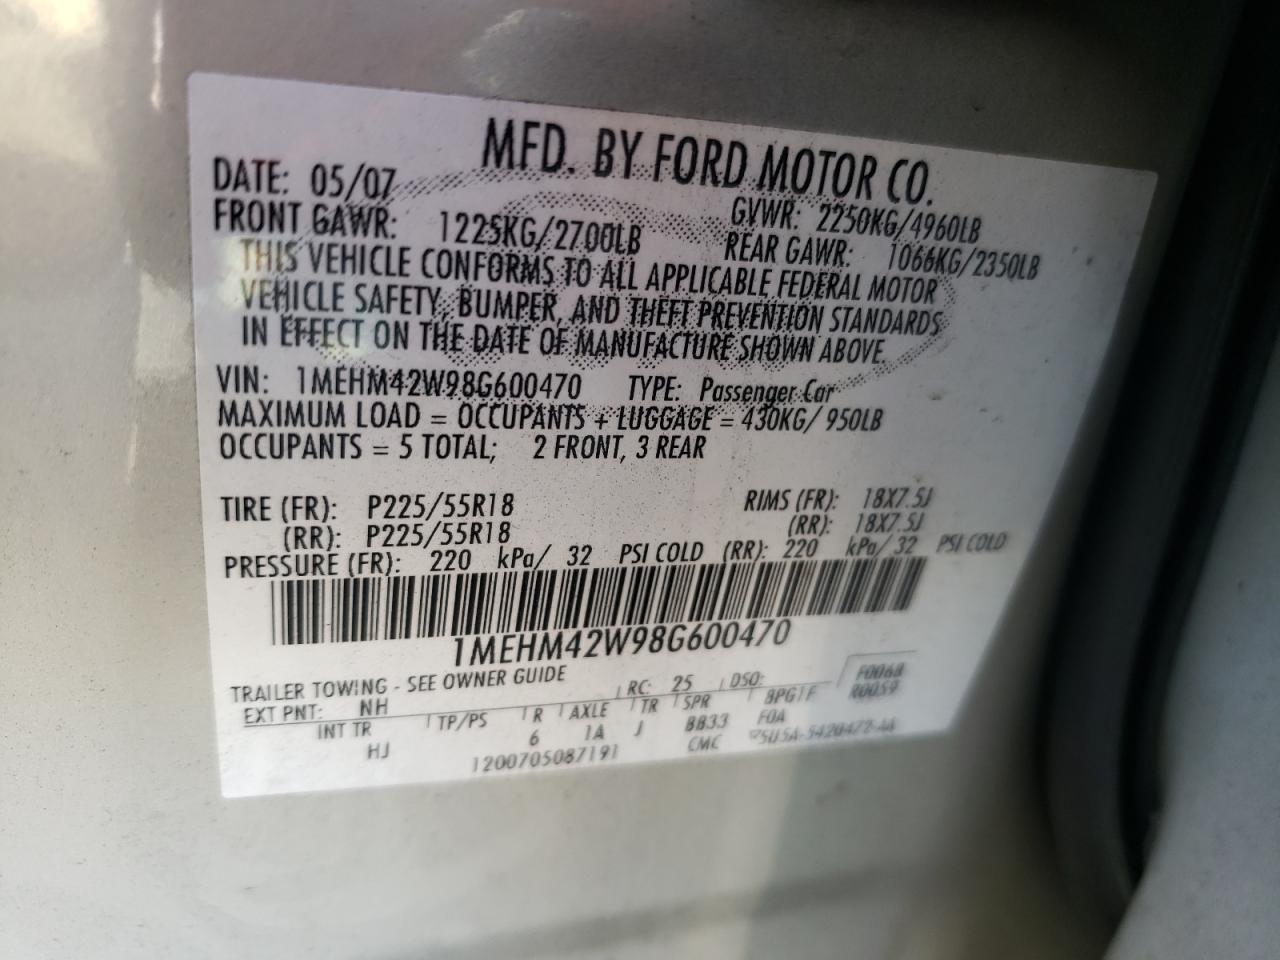 MFD. BY FORD MOTOR CO.
DATE: 05/07 GVWR: 2250KG/4960LB
FRONT GAWR: 1225KG/2700LB REAR GAWR: 1066KG/2350LB
THIS VEHICLE CONFORMS TO ALL APPLICABLE FEDERAL MOTOR
VEHICLE SAFETY, BUMPER, AND THEFT PREVENTION STANDARDS
IN EFFECT ON THE DATE OF MANUFACTURE SHOWN ABOVE.
VIN: 1MEHM42W98G600470 TYPE: Passenger Car
MAXIMUM LOAD = OCCUPANTS + LUGGAGE = 430KG/ 950LB
OCCUPANTS = 5 TOTAL; 2 FRONT, 3 REAR
TIRE (FR): P225/55R18 RIMS (FR): 18X7.5J
(RR): P225/55R18 (RR): 18X7.5J
PRESSURE (FR): 220 kPa/ 32 PSI COLD (RR): 220 kPa/ 32 PSI COLD
1MEHM42W98G600470
TRAILER TOWING - SEE OWNER GUIDE
EXT PNT: NH RC: 25 DSO: F0068
R0059
INT TR TP/PS R AXLE TR SPR BPGIF
HJ 6 1A J BB33 FOA
1200705087191 CMC